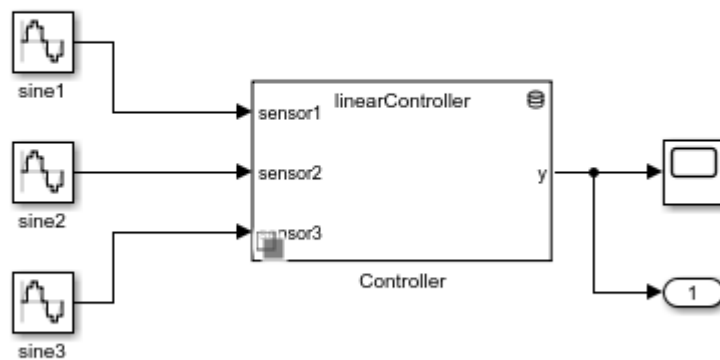 sine1
sine2
sine3
linearController
sensor1
sensor2
y
Controller
1